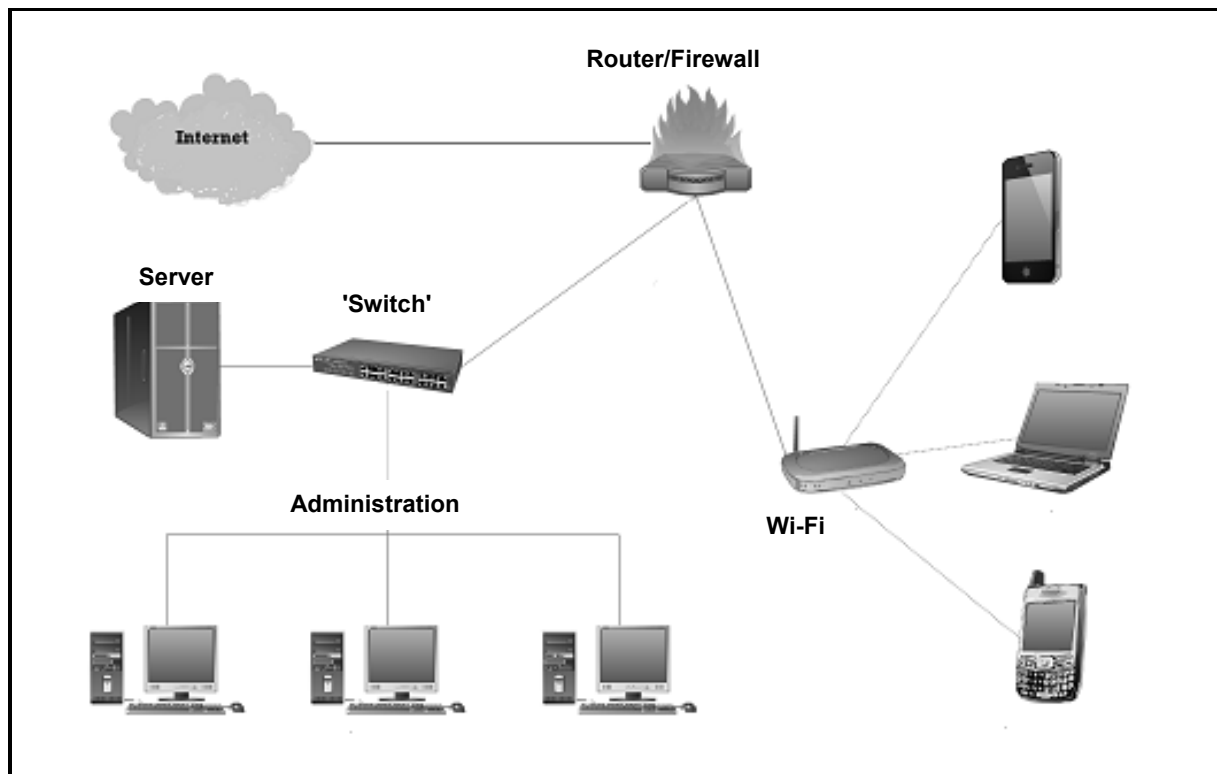 Router/Firewall
Internet
Server
'Switch'
Administration
Wi-Fi